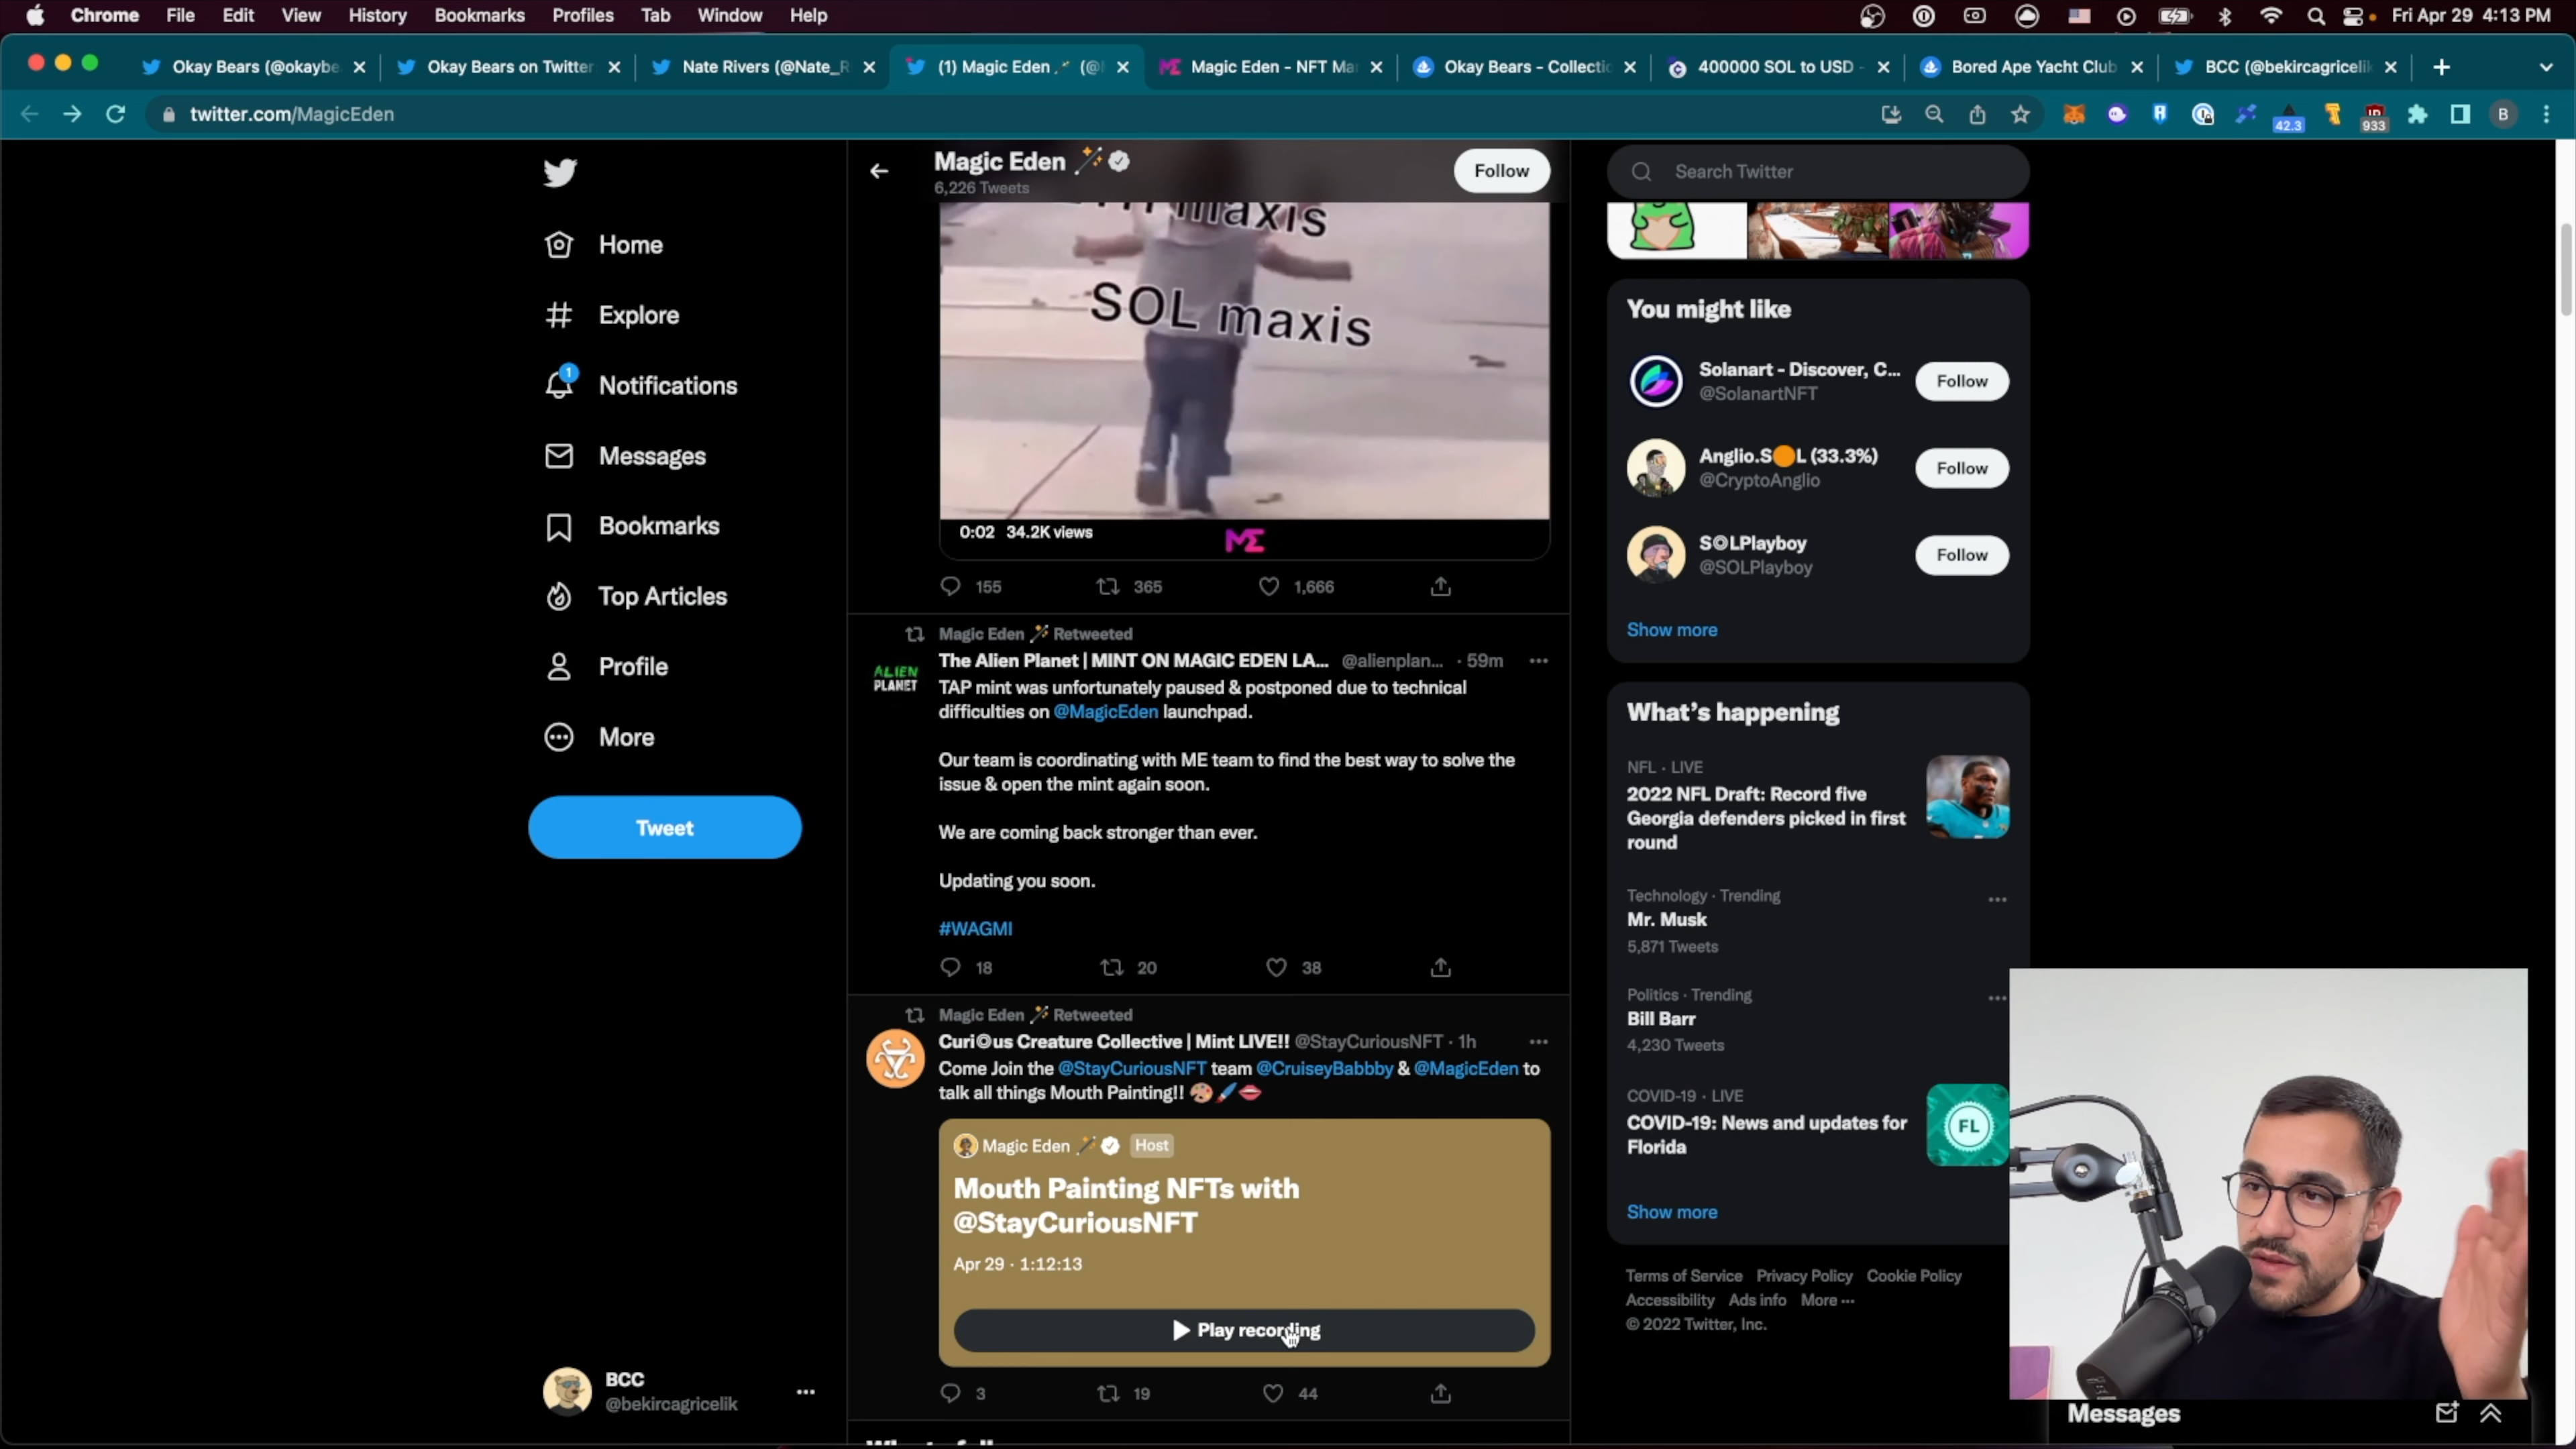 Chrome File Edit View History Bookmarks Profiles Tab Window Help
Fri Apr 29 4:13 PM
Okay Bears (@okaybe
Okay Bears on Twitter
Nate Rivers (@Nate_R
(1) Magic Eden (@
Magic Eden - NFT Ma
Okay Bears - Collectio
400000 SOL to USD -
Bored Ape Yacht Club
BCC (@bekircagricelik
twitter.com/MagicEden
42.3
933
B
Home
Explore
1
Notifications
Messages
Bookmarks
Top Articles
Profile
More
Tweet
BCC
@bekircagricelik
Magic Eden
6,226 Tweets
Follow
maxis
SOL maxis
0:02 34.2K views
ME
155 365 1,666
Magic Eden Retweeted
ALIEN
PLANET
The Alien Planet | MINT ON MAGIC EDEN LA... @alienplan... · 59m
TAP mint was unfortunately paused & postponed due to technical
difficulties on @MagicEden launchpad.
Our team is coordinating with ME team to find the best way to solve the
issue & open the mint again soon.
We are coming back stronger than ever.
Updating you soon.
#WAGMI
18 20 38
Magic Eden Retweeted
Curi◎us Creature Collective | Mint LIVE!! @StayCuriousNFT · 1h
Come Join the @StayCuriousNFT team @CruiseyBabbby & @MagicEden to
talk all things Mouth Painting!! 🎨🖌️👄
Magic Eden Host
Mouth Painting NFTs with
@StayCuriousNFT
Apr 29 · 1:12:13
Play recording
3 19 44
Search Twitter
You might like
Solanart - Discover, C...
@SolanartNFT
Follow
Anglio.S🟠L (33.3%)
@CryptoAnglio
Follow
S◎LPlayboy
@SOLPlayboy
Follow
Show more
What's happening
NFL · LIVE
2022 NFL Draft: Record five
Georgia defenders picked in first
round
Technology · Trending
Mr. Musk
5,871 Tweets
Politics · Trending
Bill Barr
4,230 Tweets
COVID-19 · LIVE
COVID-19: News and updates for
Florida
FL
Show more
Terms of Service Privacy Policy Cookie Policy
Accessibility Ads info More ···
© 2022 Twitter, Inc.
Messages